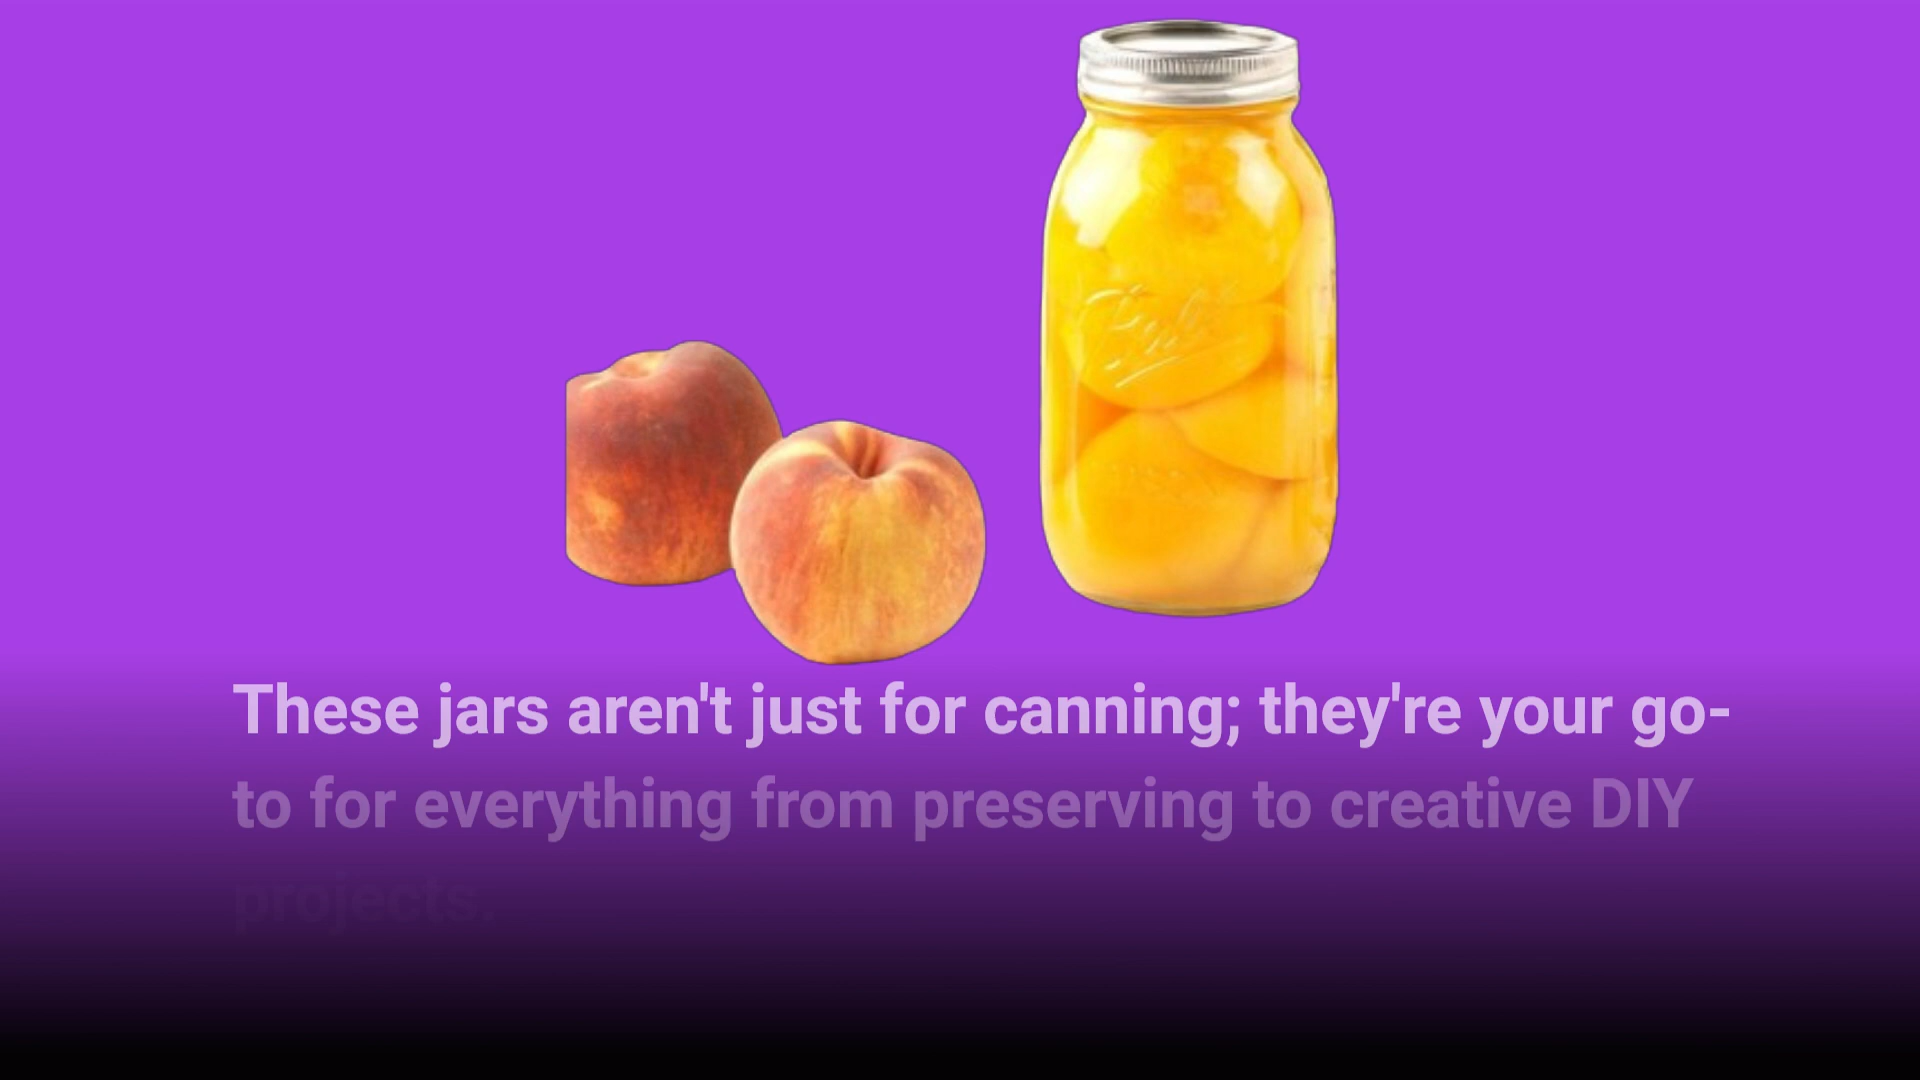 Ball
These jars aren't just for canning; they're your go-
to for everything from preserving to creative DIY
projects.